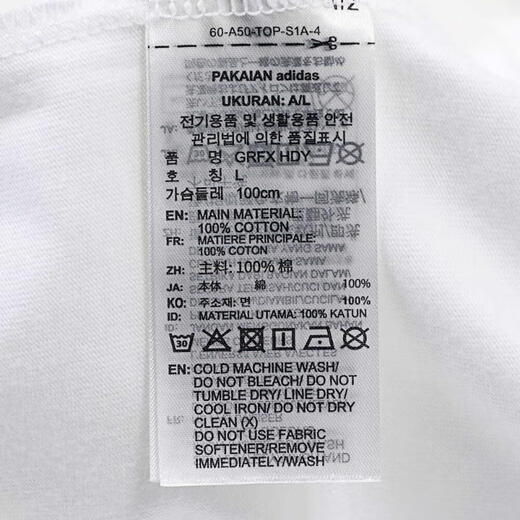 60-A50-TOP-S1A-4
PAKAIAN adidas
UKURAN: A/L
전기용품 및 생활용품 안전
관리법에 의한 품질표시
품 명 GRFX HDY
호 칭 L
가슴둘레 100cm
EN: MAIN MATERIAL:
100% COTTON
FR: MATIERE PRINCIPALE:
100% COTON
ZH: 主料: 100% 棉
JA: 本体 綿 100%
KO: 주소재: 면 100%
ID: MATERIAL UTAMA: 100% KATUN
30
EN: COLD MACHINE WASH/
DO NOT BLEACH/ DO NOT
TUMBLE DRY/ LINE DRY/
COOL IRON/ DO NOT DRY
CLEAN (X)
DO NOT USE FABRIC
SOFTENER/REMOVE
IMMEDIATELY/WASH